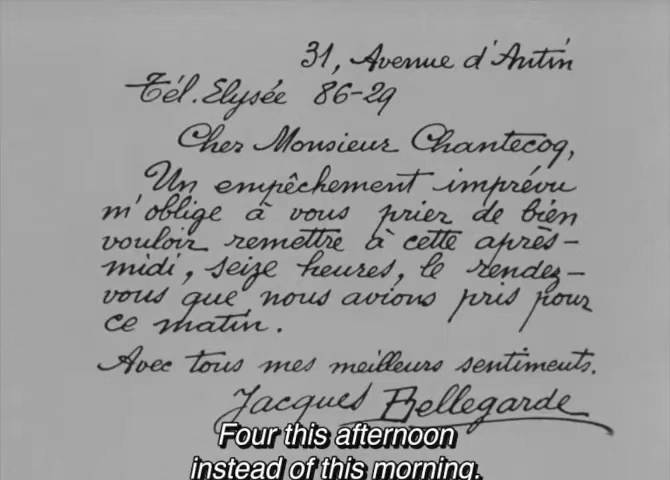 31, Avenue d'Antin
Tél. Elysée 86-29
Cher Monsieur Chantecoq,
Un empêchement imprévu
m'oblige à vous prier de bien
vouloir remettre à cette après-
midi, seize heures, le rendez-
vous que nous avions pris pour
ce matin.
Avec tous mes meilleurs sentiments.
Jacques Bellegarde
Four this afternoon
instead of this morning.